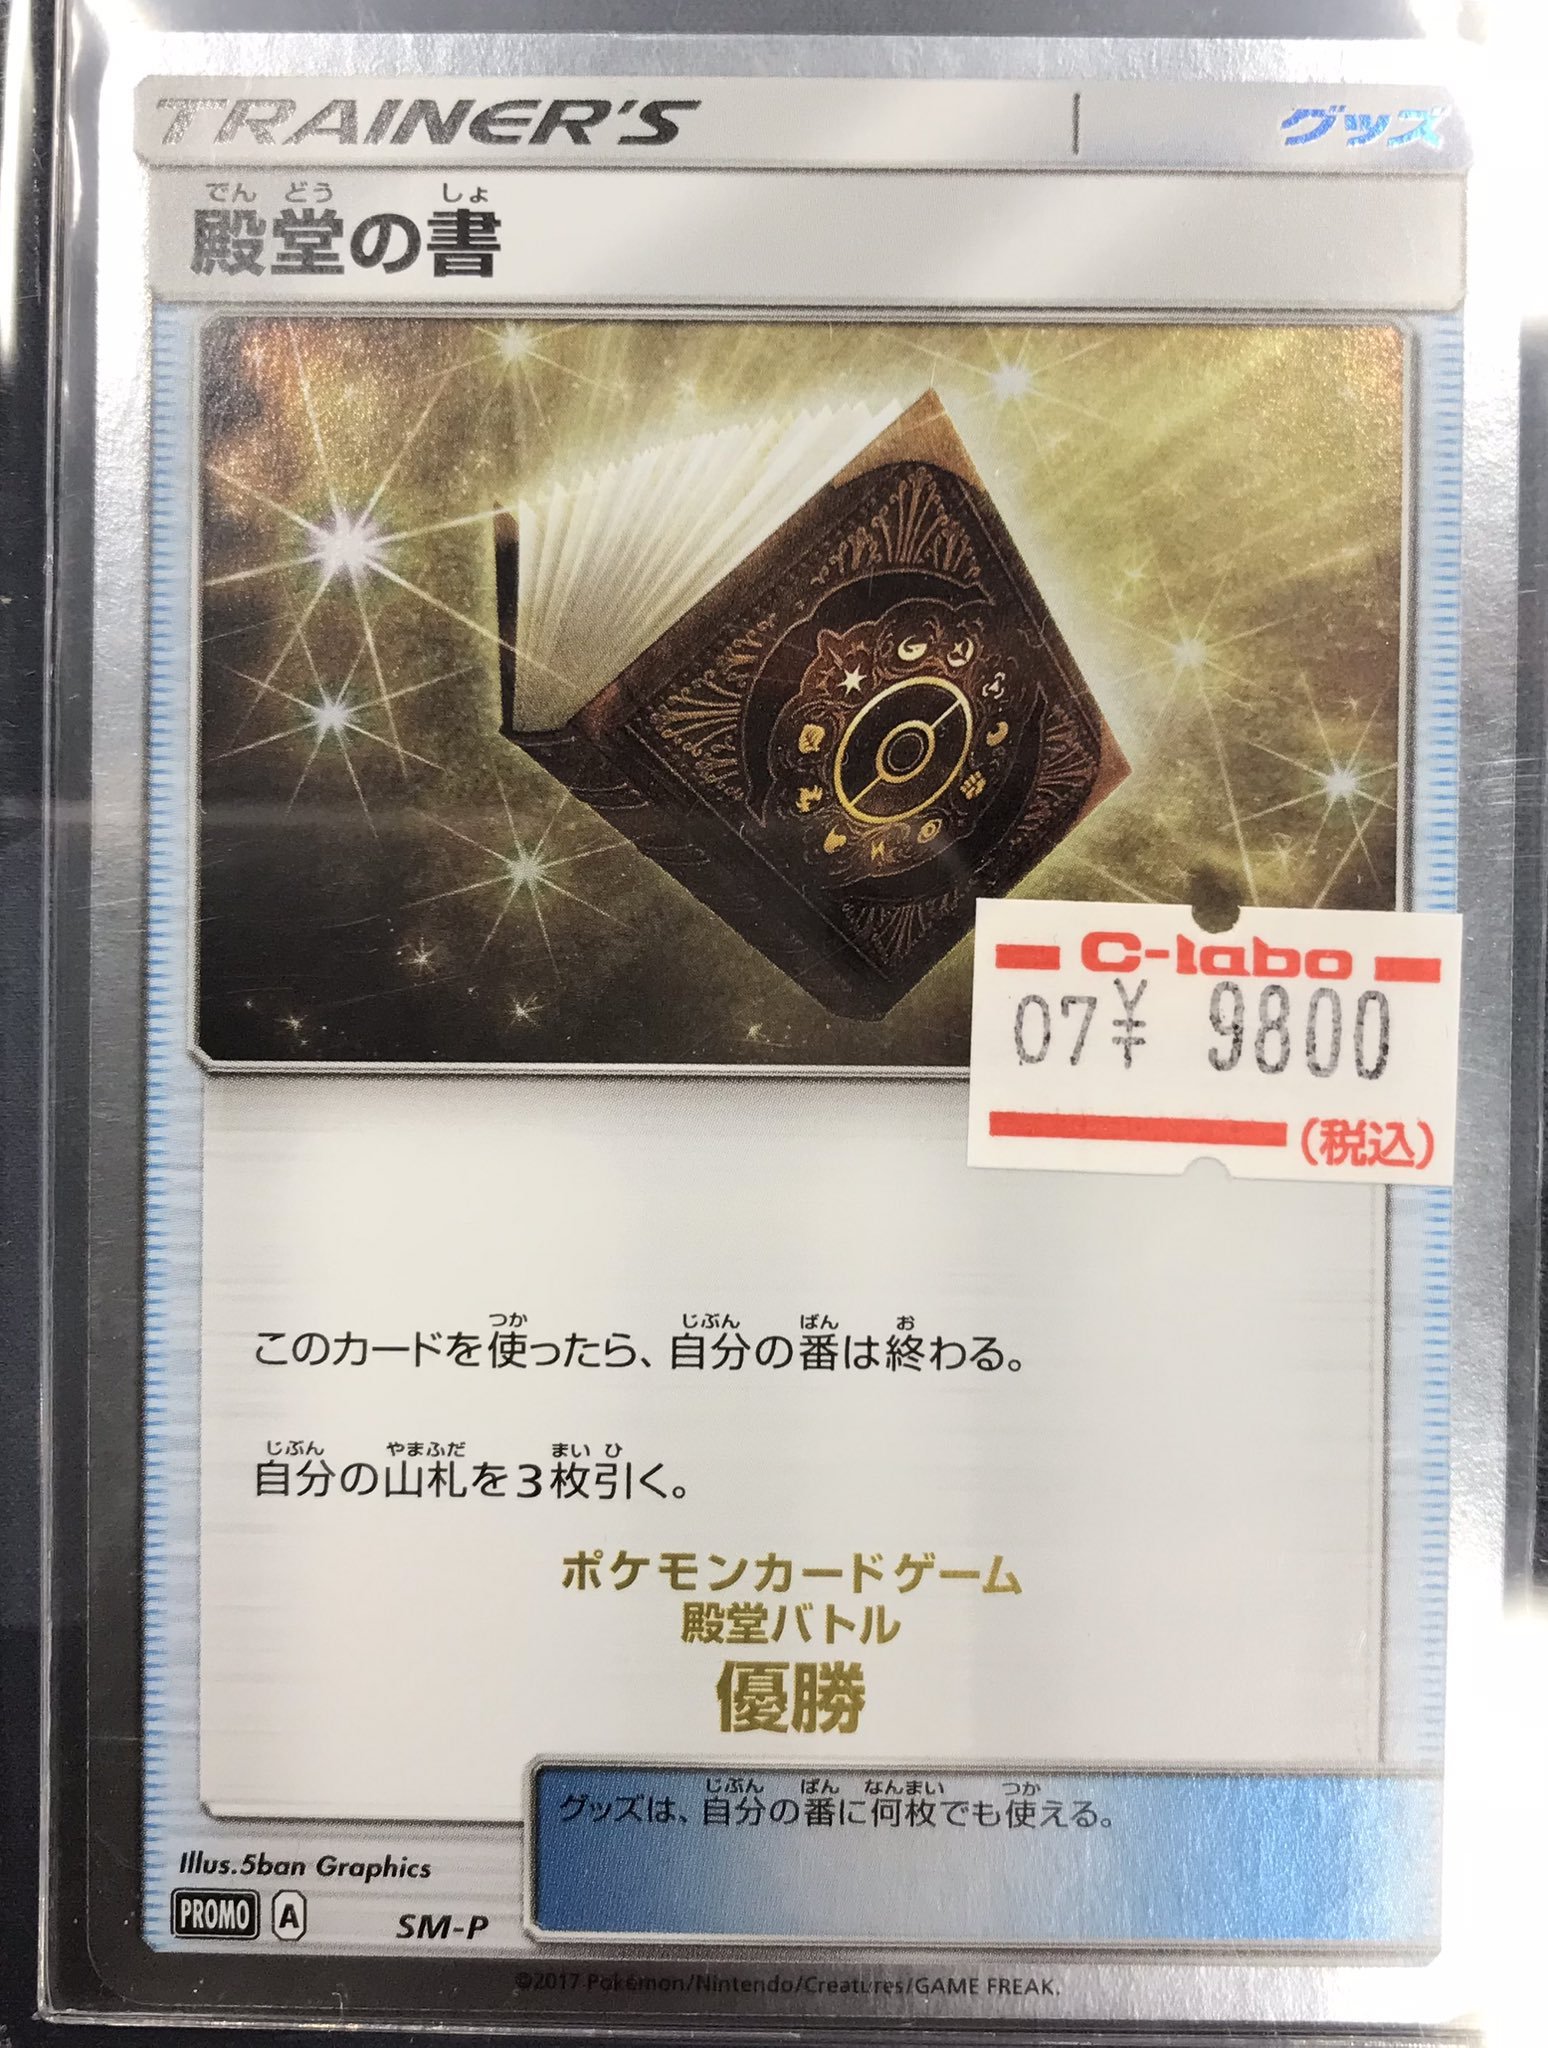 TRAINER'S
グッズ
でん どう しょ
殿堂の書
C-labo
07¥ 9800
(税込)
つか じぶん ばん お
このカードを使ったら、自分の番は終わる。
じぶん やまふだ まい ひ
自分の山札を3枚引く。
ポケモンカードゲーム
殿堂バトル
優勝
じぶん ばん なんまい つか
グッズは、自分の番に何枚でも使える。
Illus.5ban Graphics
PROMO A SM-P
©2017 Pokémon/Nintendo/Creatures/GAME FREAK.